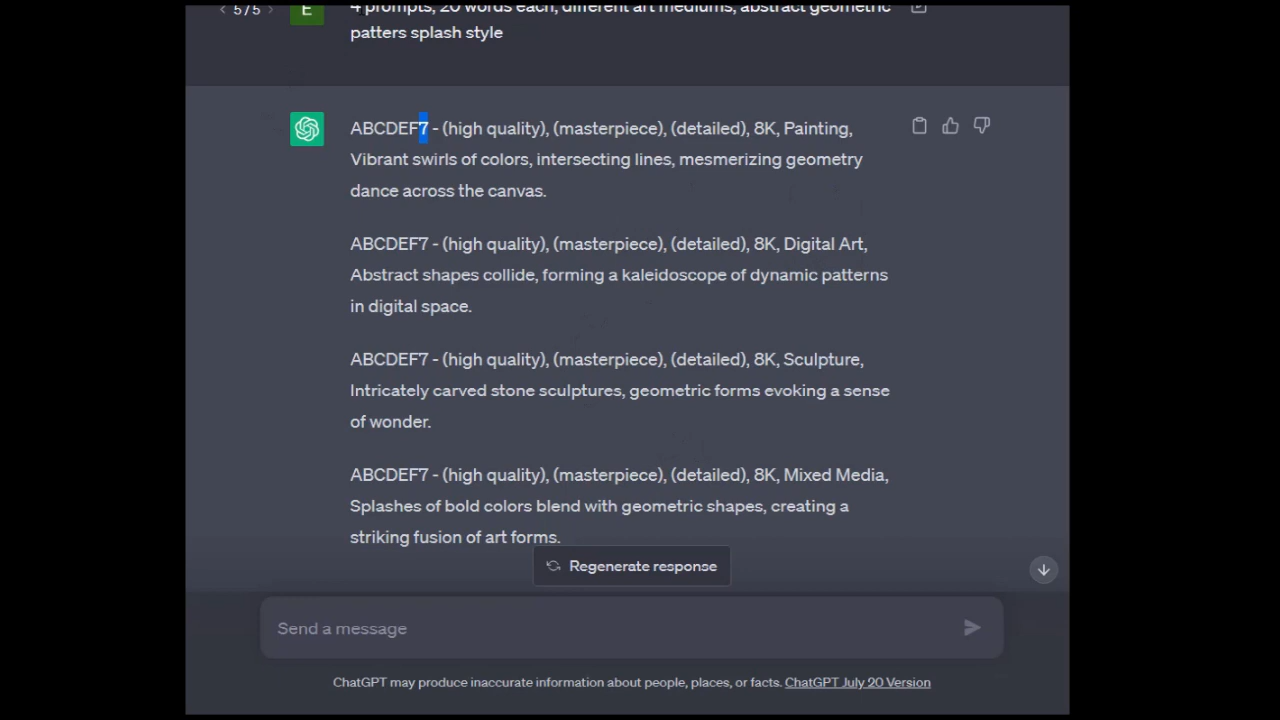 5/5
E
4 prompts, 20 words each, different art mediums, abstract geometric
patters splash style
ABCDEF7 - (high quality), (masterpiece), (detailed), 8K, Painting,
Vibrant swirls of colors, intersecting lines, mesmerizing geometry
dance across the canvas.
ABCDEF7 - (high quality), (masterpiece), (detailed), 8K, Digital Art,
Abstract shapes collide, forming a kaleidoscope of dynamic patterns
in digital space.
ABCDEF7 - (high quality), (masterpiece), (detailed), 8K, Sculpture,
Intricately carved stone sculptures, geometric forms evoking a sense
of wonder.
ABCDEF7 - (high quality), (masterpiece), (detailed), 8K, Mixed Media,
Splashes of bold colors blend with geometric shapes, creating a
striking fusion of art forms.
Regenerate response
Send a message
ChatGPT may produce inaccurate information about people, places, or facts. ChatGPT July 20 Version